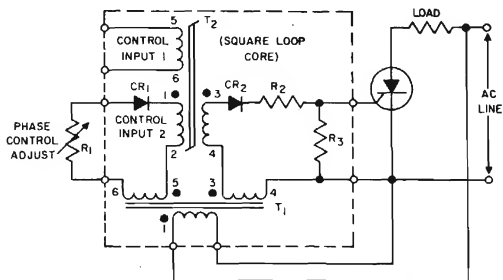 5 T2
CONTROL
INPUT 1
(SQUARE LOOP
CORE)
LOAD
6
CR1 1 3 CR2 R2
CONTROL
INPUT 2
PHASE
CONTROL
ADJUST
R1
R3
AC
LINE
2 4
6 5 3 4
T1
1